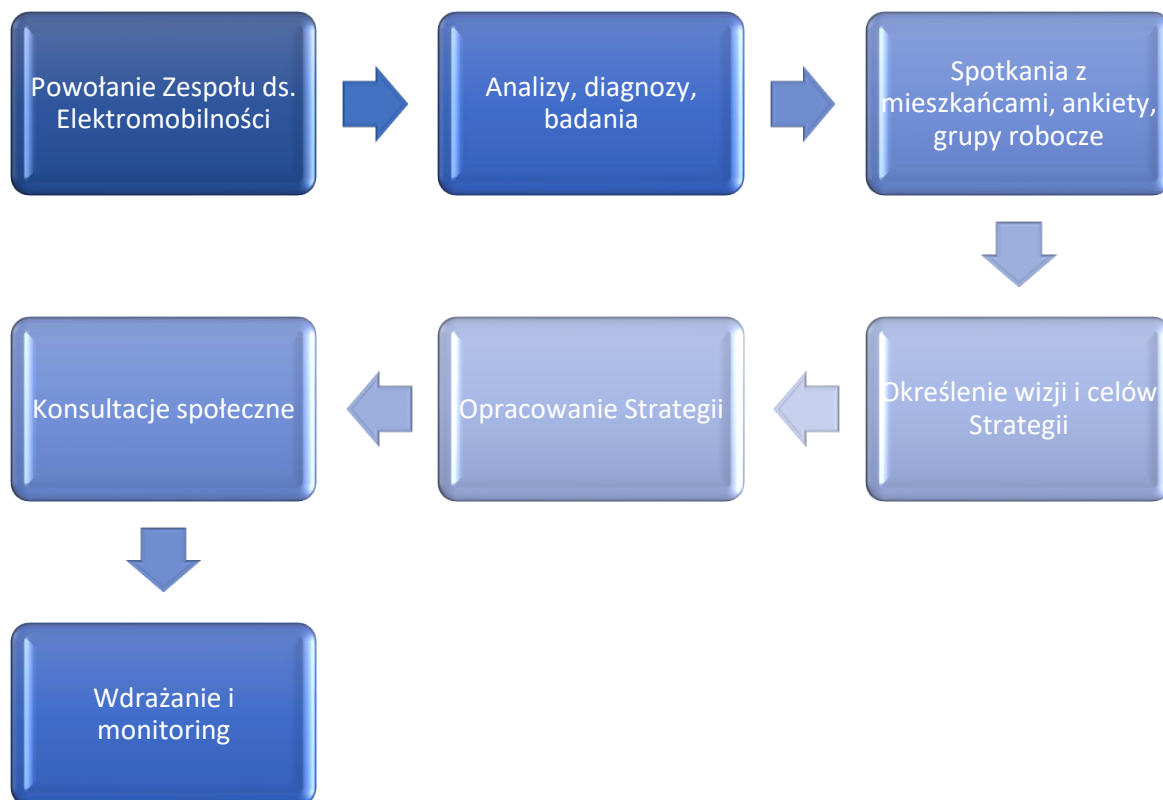 Powołanie Zespołu ds.
Elektromobilności
Analizy, diagnozy,
badania
Spotkania z
mieszkańcami, ankiety,
grupy robocze
Określenie wizji i celów
Strategii
Opracowanie Strategii
Konsultacje społeczne
Wdrażanie i
monitoring